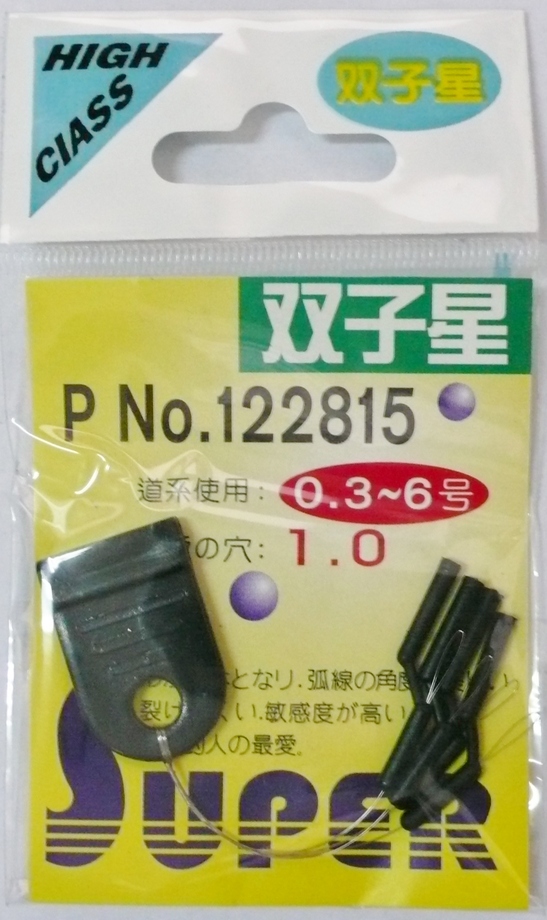 HIGH
CIASS
双子星
双子星
P No.122815
道系使用: 0.3~6号
の穴: 1.0
となり.弧線の角度
裂け い.敏感度が高い
人の最愛。
SUPER